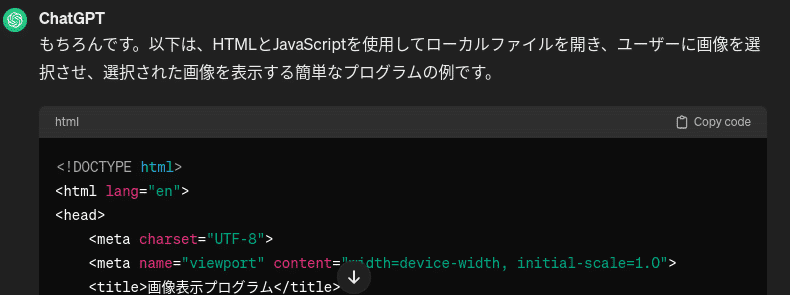 ChatGPT
もちろんです。以下は、HTMLとJavaScriptを使用してローカルファイルを開き、ユーザーに画像を選
択させ、選択された画像を表示する簡単なプログラムの例です。
html Copy code
<!DOCTYPE html>
<html lang="en">
<head>
    <meta charset="UTF-8">
    <meta name="viewport" content="width=device-width, initial-scale=1.0">
    <title>画像表示プログラム</title>